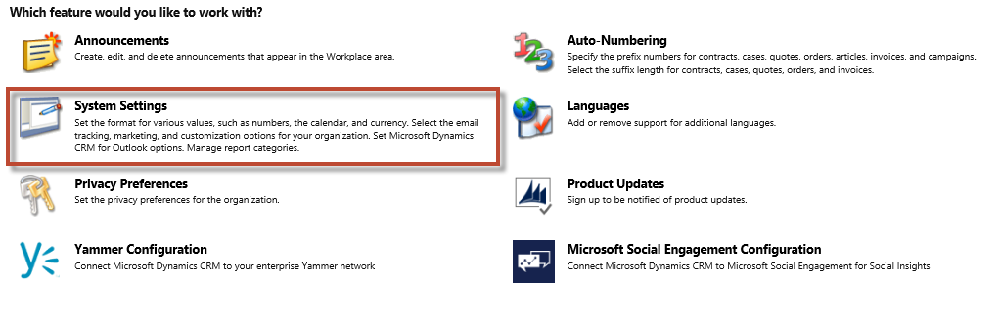 Which feature would you like to work with?
Announcements
Create, edit, and delete announcements that appear in the Workplace area.
Auto-Numbering
Specify the prefix numbers for contracts, cases, quotes, orders, articles, invoices, and campaigns.
Select the suffix length for contracts, cases, quotes, orders, and invoices.
System Settings
Set the format for various values, such as numbers, the calendar, and currency. Select the email
tracking, marketing, and customization options for your organization. Set Microsoft Dynamics
CRM for Outlook options. Manage report categories.
Languages
Add or remove support for additional languages.
Privacy Preferences
Set the privacy preferences for the organization.
Product Updates
Sign up to be notified of product updates.
Yammer Configuration
Connect Microsoft Dynamics CRM to your enterprise Yammer network
Microsoft Social Engagement Configuration
Connect Microsoft Dynamics CRM to Microsoft Social Engagement for Social Insights